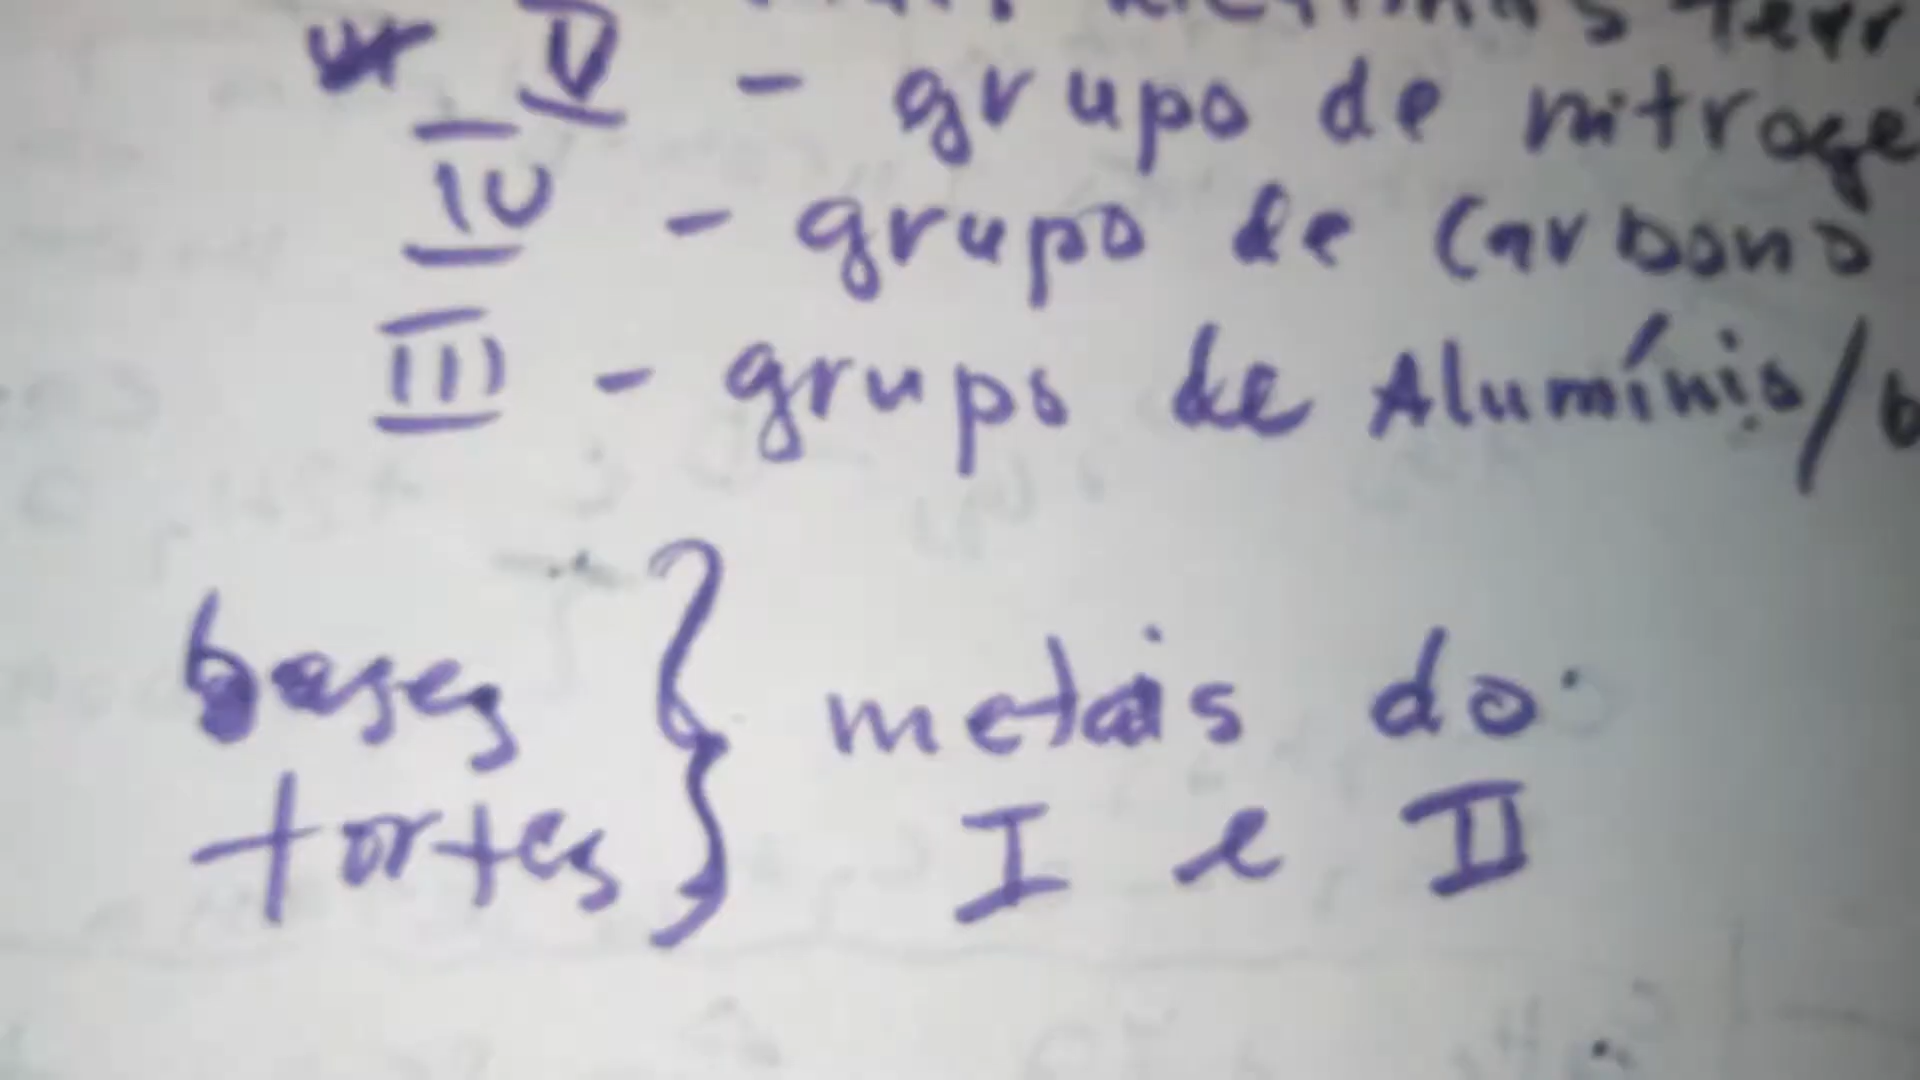 V - grupo de nitroge
IV - grupo de Carbono
III - grupo de Alumínio/b
bases fortes } metais do
I e II